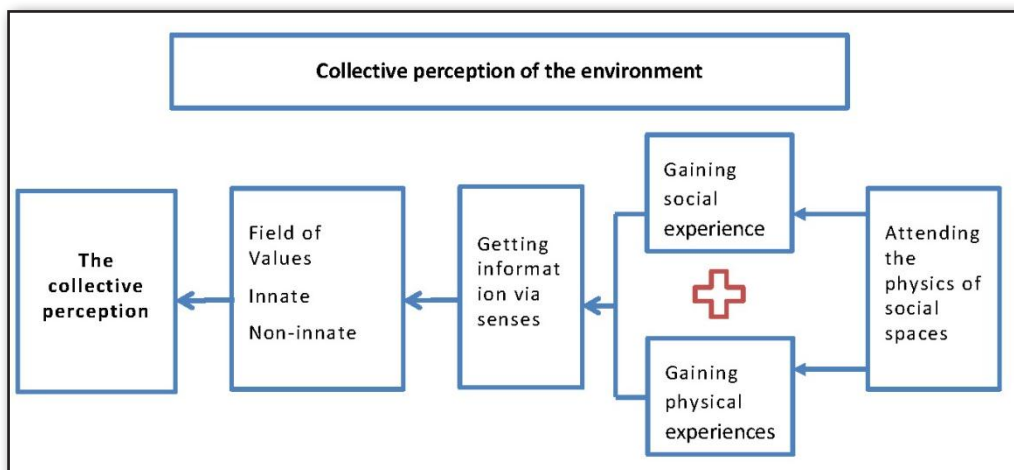 Collective perception of the environment
The
collective
perception
Field of
Values
Innate
Non-innate
Getting
informat
ion via
senses
Gaining
social
experience
Gaining
physical
experiences
Attending
the
physics of
social
spaces